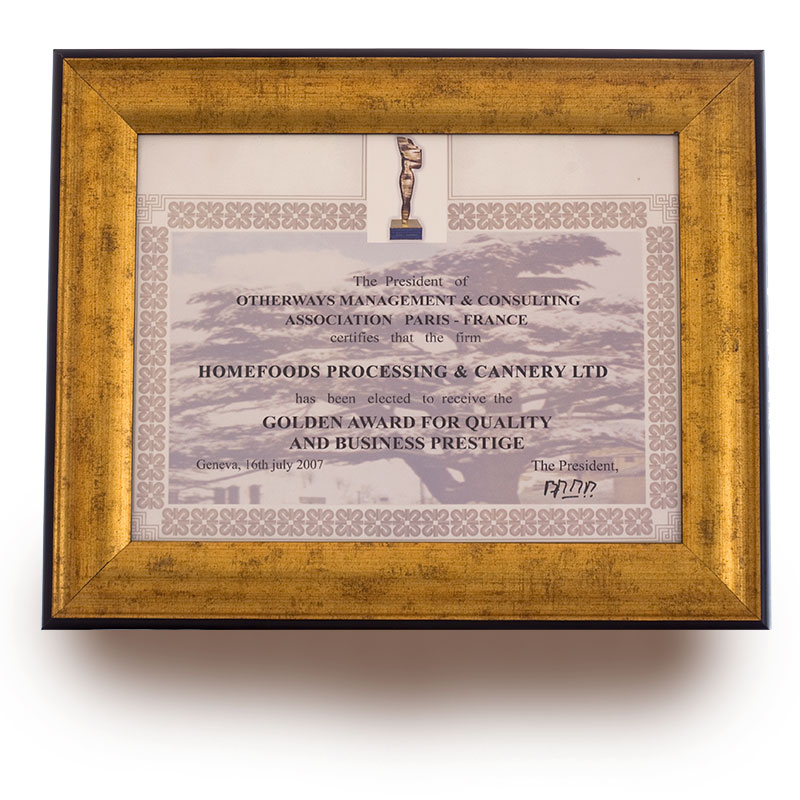 The President of
OTHERWAYS MANAGEMENT & CONSULTING
ASSOCIATION PARIS - FRANCE
certifies that the firm
HOMEFOODS PROCESSING & CANNERY LTD
has been elected to receive the
GOLDEN AWARD FOR QUALITY
AND BUSINESS PRESTIGE
Geneva, 16th july 2007 The President,